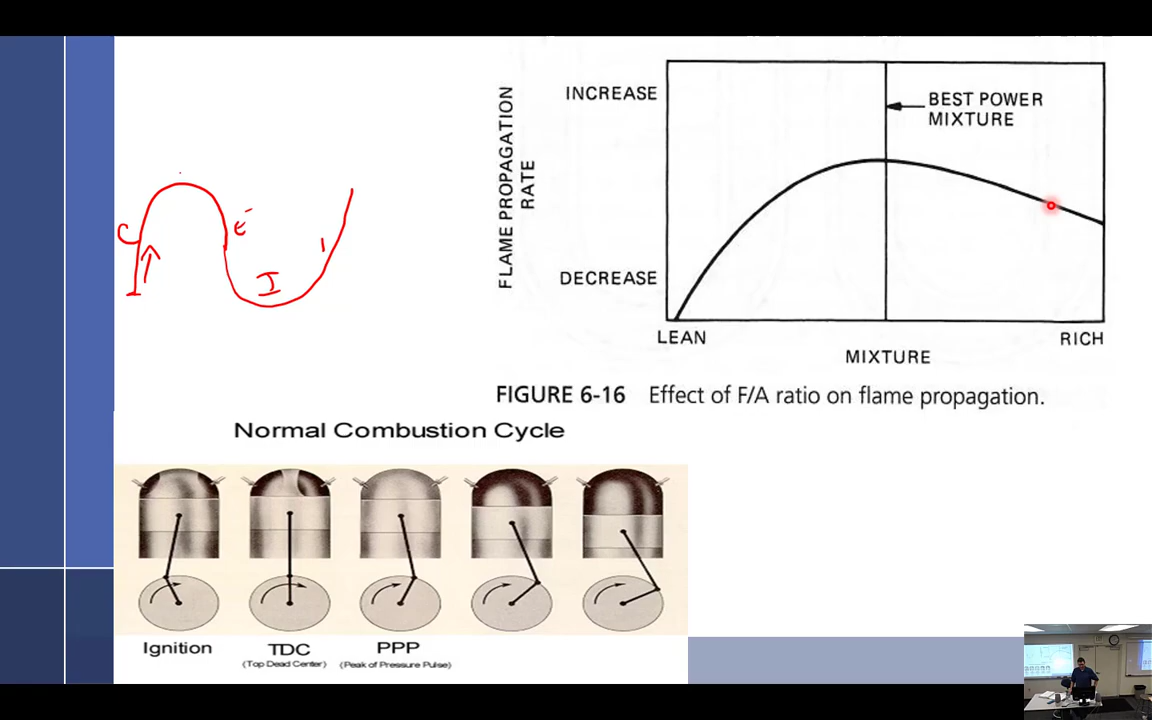 INCREASE
BEST POWER
MIXTURE
FLAME PROPAGATION
RATE
DECREASE
LEAN
RICH
MIXTURE
FIGURE 6-16 Effect of F/A ratio on flame propagation.
C
E
I
Normal Combustion Cycle
Ignition
TDC
(Top Dead Center)
PPP
(Peak of Pressure Pulse)